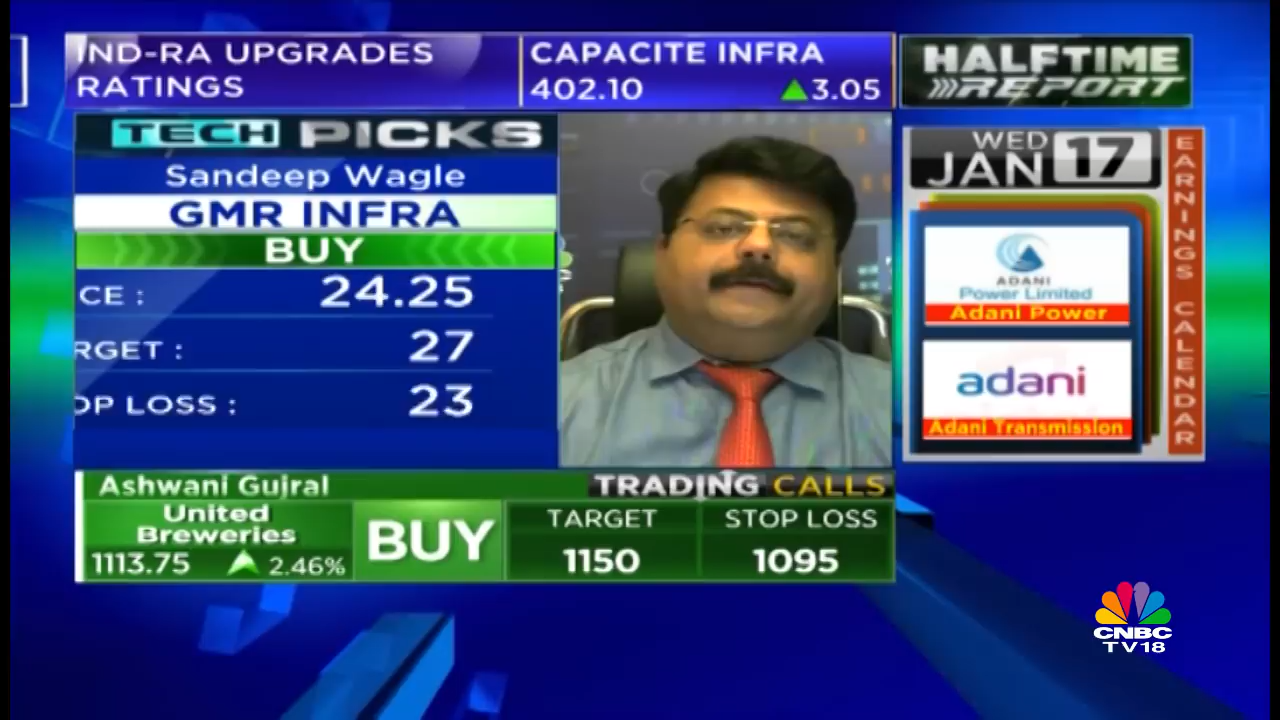 IND-RA UPGRADES
RATINGS
CAPACITE INFRA
402.10 3.05
HALFTIME
REPORT
TECH PICKS
Sandeep Wagle
GMR INFRA
BUY
CE : 24.25
RGET : 27
OP LOSS : 23
WED
JAN 17
EARNINGS CALENDAR
ADANI
Power Limited
Adani Power
adani
Adani Transmission
Ashwani Gujral
TRADING CALLS
United
Breweries
1113.75 2.46%
BUY
TARGET
1150
STOP LOSS
1095
CNBC
TV18